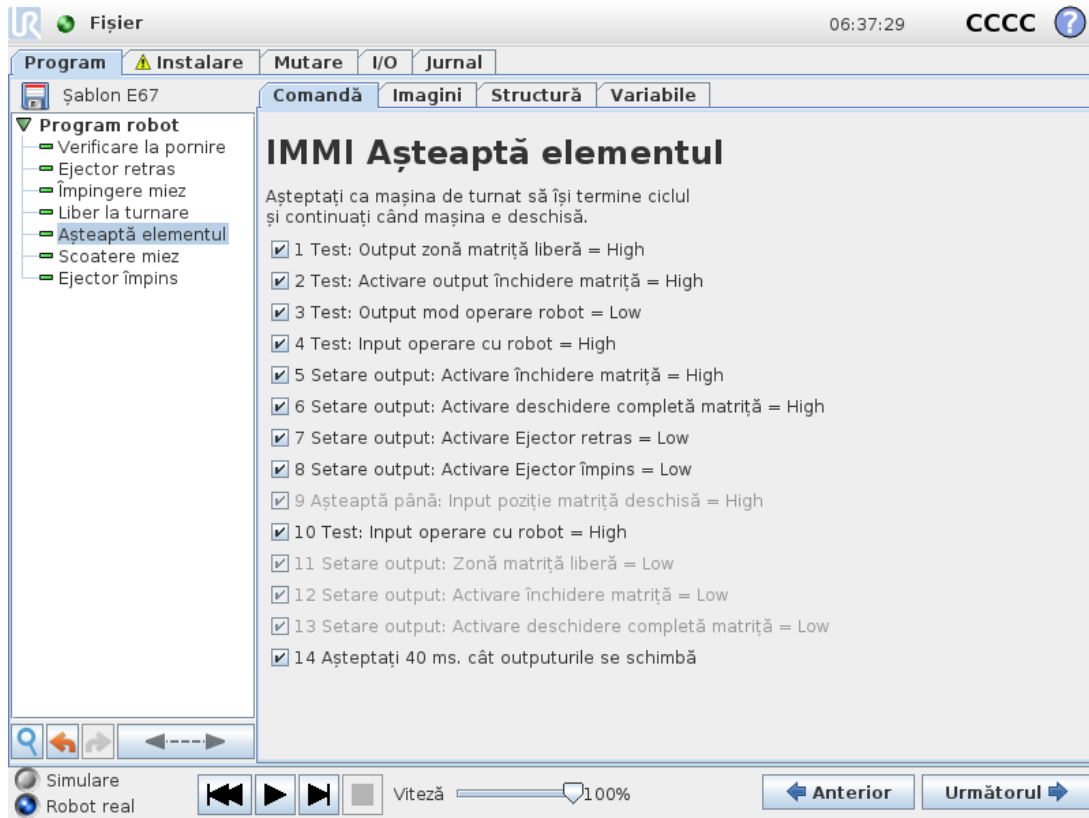 UR Fișier 06:37:29 CCCC ?
Program Instalare Mutare I/O Jurnal
Șablon E67
Comandă Imagini Structură Variabile
Program robot
Verificare la pornire
Ejector retras
Împingere miez
Liber la turnare
Așteaptă elementul
Scoatere miez
Ejector împins
IMMI Așteaptă elementul
Așteptați ca mașina de turnat să își termine ciclul
și continuați când mașina e deschisă.
1 Test: Output zonă matriță liberă = High
2 Test: Activare output închidere matriță = High
3 Test: Output mod operare robot = Low
4 Test: Input operare cu robot = High
5 Setare output: Activare închidere matriță = High
6 Setare output: Activare deschidere completă matriță = High
7 Setare output: Activare Ejector retras = Low
8 Setare output: Activare Ejector împins = Low
9 Așteaptă până: Input poziție matriță deschisă = High
10 Test: Input operare cu robot = High
11 Setare output: Zonă matriță liberă = Low
12 Setare output: Activare închidere matriță = Low
13 Setare output: Activare deschidere completă matriță = Low
14 Așteptați 40 ms. cât outputurile se schimbă
Simulare
Robot real
Viteză 100%
Anterior Următorul